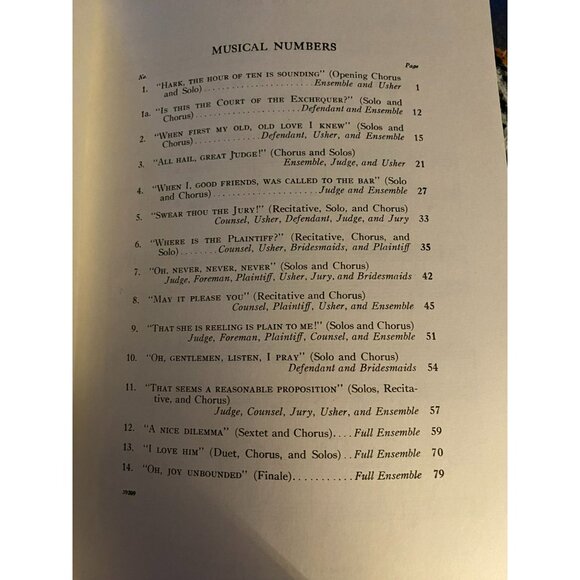 MUSICAL NUMBERS
No. Page
1. "Hark, the hour of ten is sounding" (Opening Chorus
and Solo) . . . . . . . . . . . . . . . . . . . . . . Ensemble and Usher 1
1a. "Is this the Court of the Exchequer?" (Solo and
Chorus) . . . . . . . . . . . . . . . . . . . . Defendant and Ensemble 12
2. "When first my old, old love I knew" (Solos and
Chorus) . . . . . . . . . . . . . Defendant, Usher, and Ensemble 15
3. "All hail, great Judge!" (Chorus and Solos)
Ensemble, Judge, and Usher 21
4. "When I, good friends, was called to the bar" (Solo
and Chorus) . . . . . . . . . . . . . . . . . . . . Judge and Ensemble 27
5. "Swear thou the Jury!" (Recitative, Solo, and Chorus)
Counsel, Usher, Defendant, Judge, and Jury 33
6. "Where is the Plaintiff?" (Recitative, Chorus, and
Solo) . . . . . . . Counsel, Usher, Bridesmaids, and Plaintiff 35
7. "Oh, never, never, never" (Solos and Chorus)
Judge, Foreman, Plaintiff, Usher, Jury, and Bridesmaids 42
8. "May it please you" (Recitative and Chorus)
Counsel, Plaintiff, Usher, and Ensemble 45
9. "That she is reeling is plain to me!" (Solos and Chorus)
Judge, Foreman, Plaintiff, Counsel, and Ensemble 51
10. "Oh, gentlemen, listen, I pray" (Solo and Chorus)
Defendant and Bridesmaids 54
11. "That seems a reasonable proposition" (Solos, Recita-
tive, and Chorus)
Judge, Counsel, Jury, Usher, and Ensemble 57
12. "A nice dilemma" (Sextet and Chorus) . . . . Full Ensemble 59
13. "I love him" (Duet, Chorus, and Solos) . . Full Ensemble 70
14. "Oh, joy unbounded" (Finale) . . . . . . . . . . . Full Ensemble 79